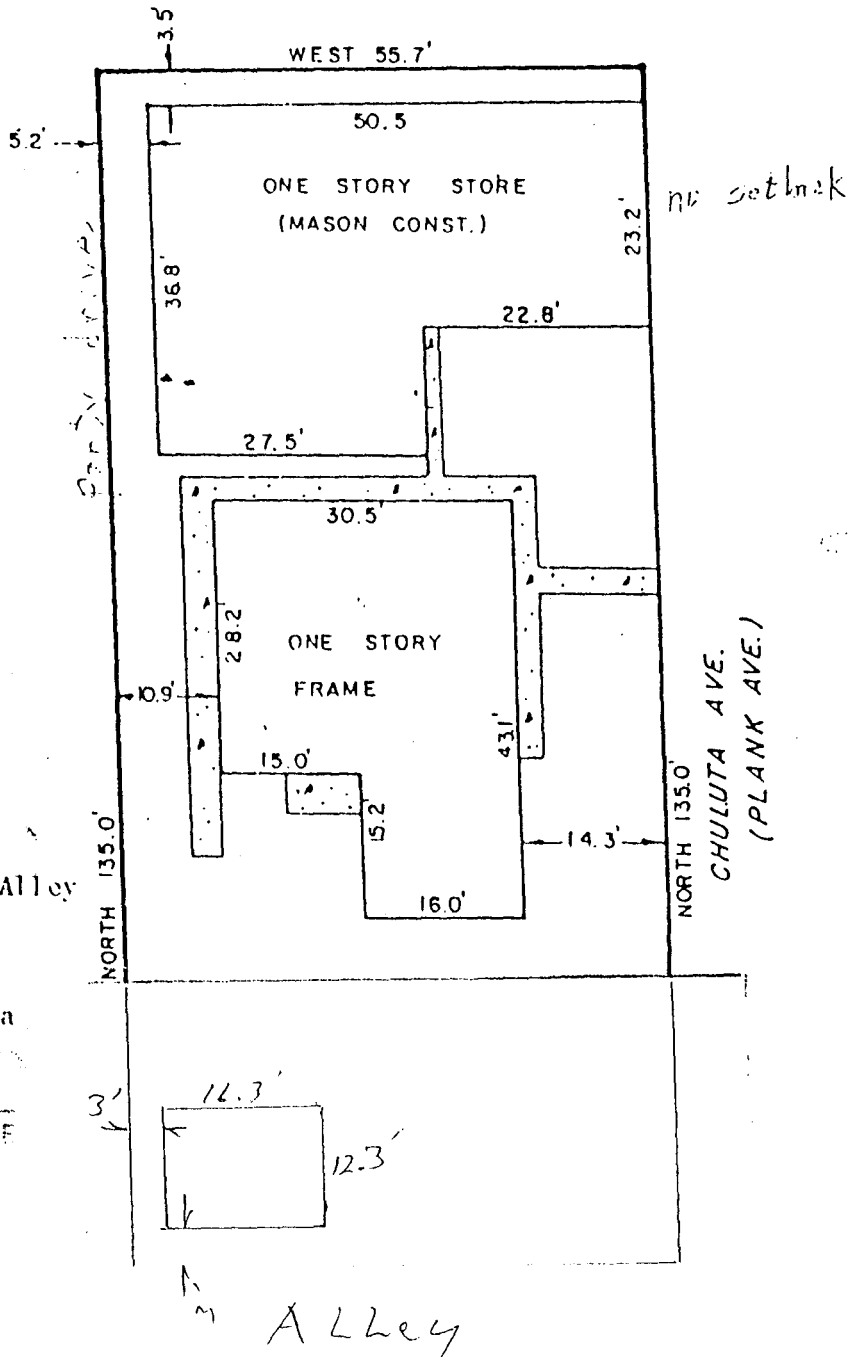 3.5'
WEST 55.7'
50.5
5.2'
ONE STORY STORE
(MASON CONST.)
23.2'
36.8'
22.8'
27.5'
30.5'
28.2'
ONE STORY
FRAME
10.9'
43.1'
15.0'
15.2
14.3'
16.0'
NORTH 135.0'
NORTH 135.0'
CHULUTA AVE.
(PLANK AVE.)
Alley
a
3'
12.3'
ALLey